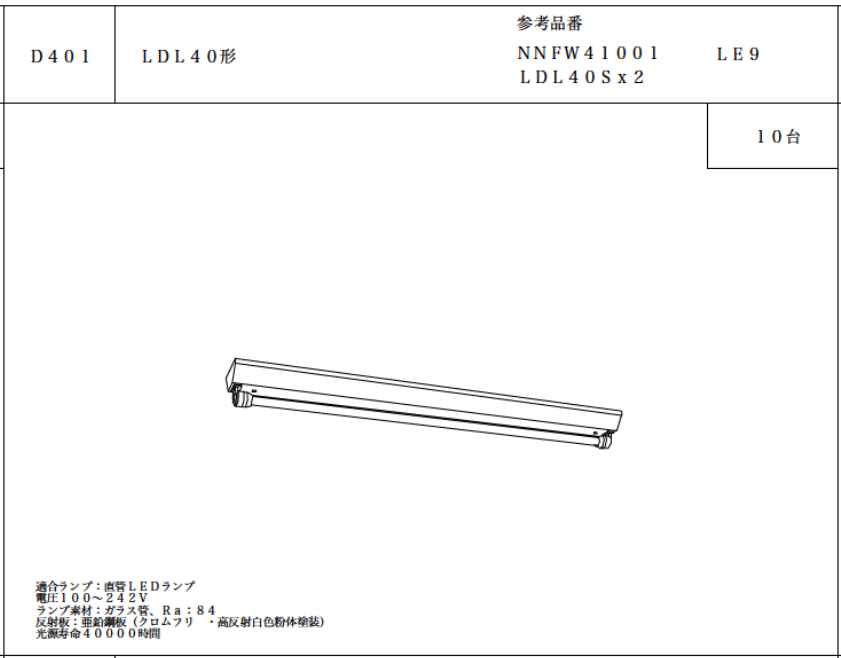 参考品番
D401 LDL40形 NNFW41001 LE9
LDL40Sx2
10台
適合ランプ：直管LEDランプ
電圧100～242V
ランプ素材：ガラス管、Ra：84
反射板：亜鉛鋼板（クロムフリ ・高反射白色粉体塗装）
光源寿命40000時間